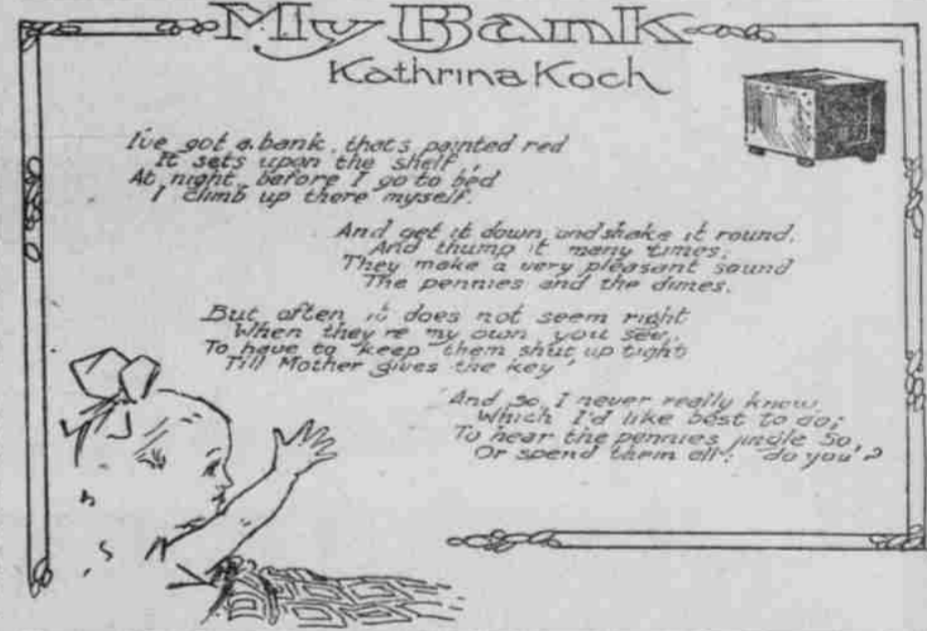 My Bank
Kathrina Koch
I've got a bank, thats painted red
It sets upon the shelf,
At night, before I go to bed
I climb up there myself.
And get it down, and shake it round,
And thump it many times;
They make a very pleasant sound
The pennies and the dimes.
But often it does not seem right
When they're my own you see,
To have to keep them shut up tight
Till Mother gives the key
And so I never really know
Which I'd like best to do;
To hear the pennies jingle so,
Or spend them all; "do you"?